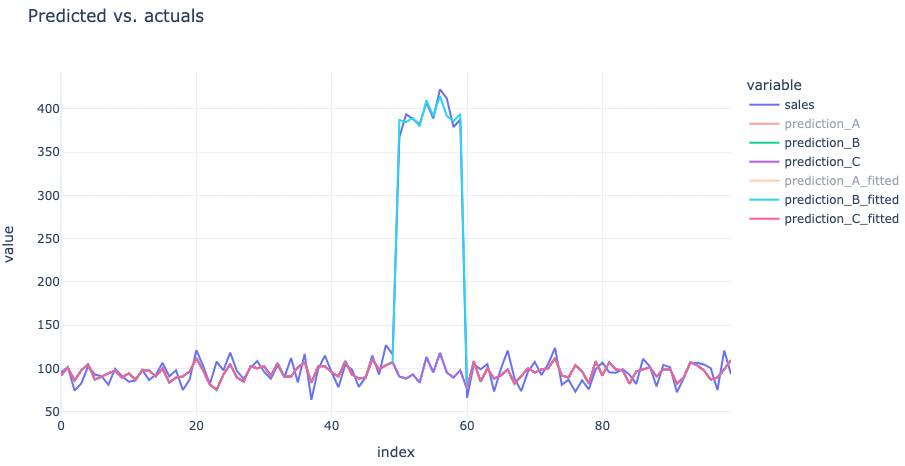 Predicted vs. actuals
variable
sales
prediction_A
prediction_B
prediction_C
prediction_A_fitted
prediction_B_fitted
prediction_C_fitted
value
400
350
300
250
200
150
100
50
0
20
40
60
80
index